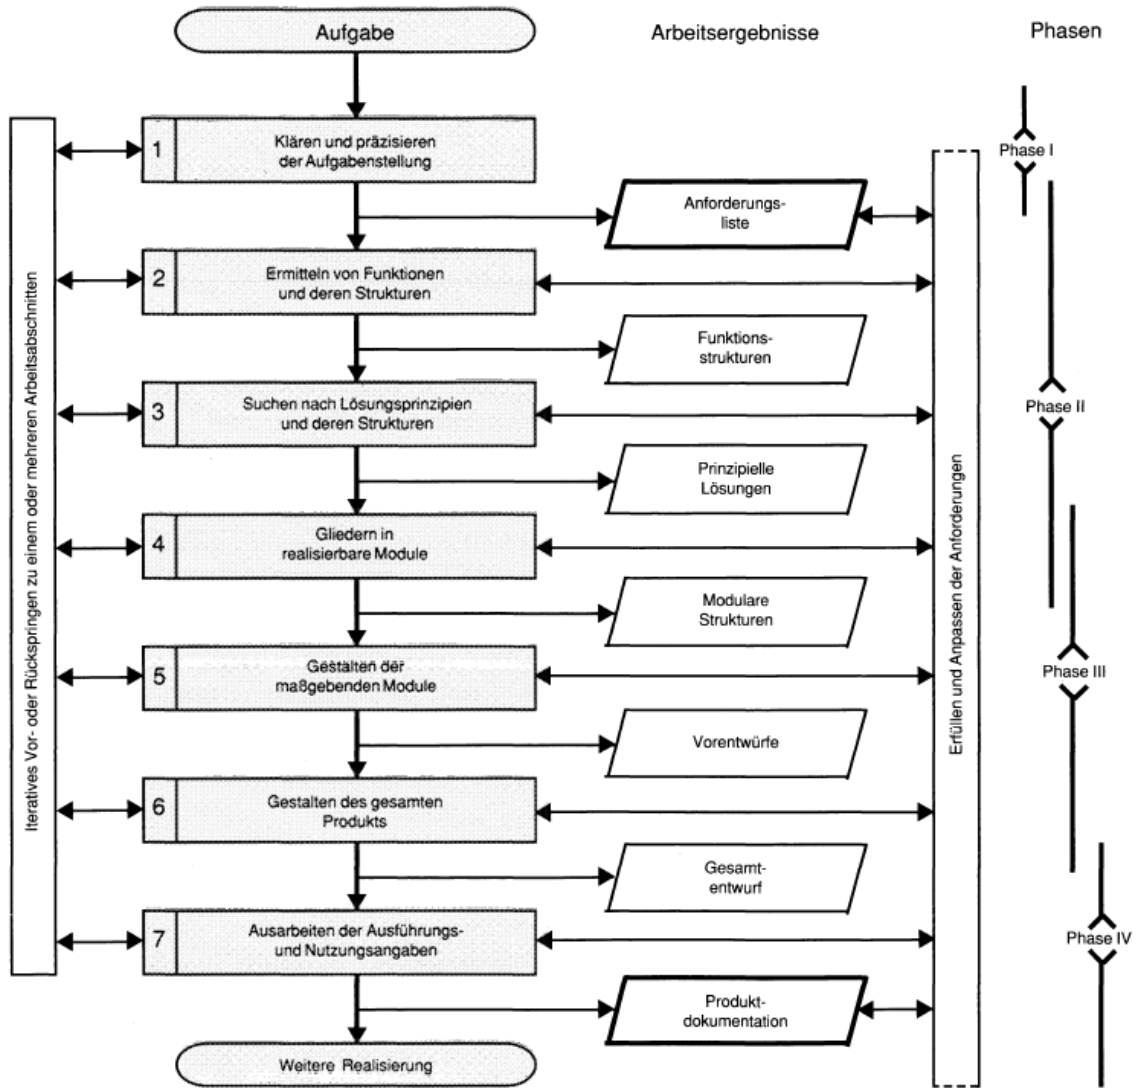 Aufgabe
Arbeitsergebnisse
Phasen
1
Klären und präzisieren
der Aufgabenstellung
Phase I
Anforderungs-
liste
2
Ermitteln von Funktionen
und deren Strukturen
Funktions-
strukturen
3
Suchen nach Lösungsprinzipien
und deren Strukturen
Phase II
Prinzipielle
Lösungen
4
Gliedern in
realisierbare Module
Modulare
Strukturen
5
Gestalten der
maßgebenden Module
Phase III
Vorentwürfe
6
Gestalten des gesamten
Produkts
Gesamt-
entwurf
7
Ausarbeiten der Ausführungs-
und Nutzungsangaben
Phase IV
Produkt-
dokumentation
Weitere Realisierung
Iteratives Vor- oder Rückspringen zu einem oder mehreren Arbeitsabschnitten
Erfüllen und Anpassen der Anforderungen